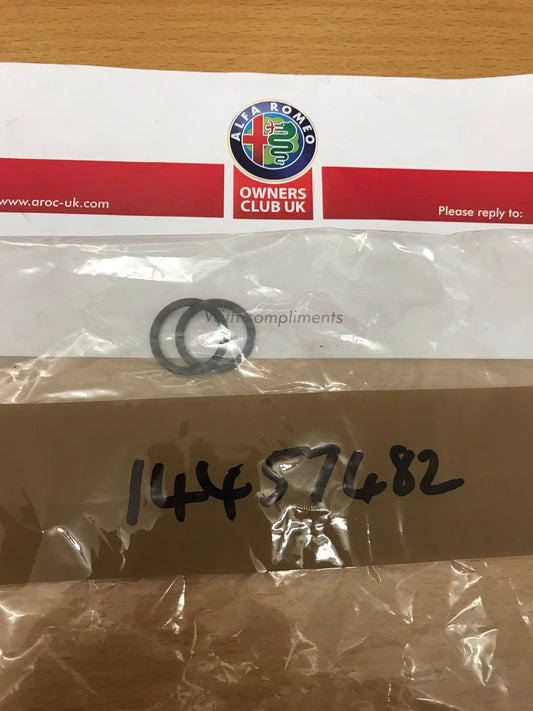 ALFA ROMEO
OWNERS
CLUB UK
www.aroc-uk.com
Please reply to:
With compliments
14457482